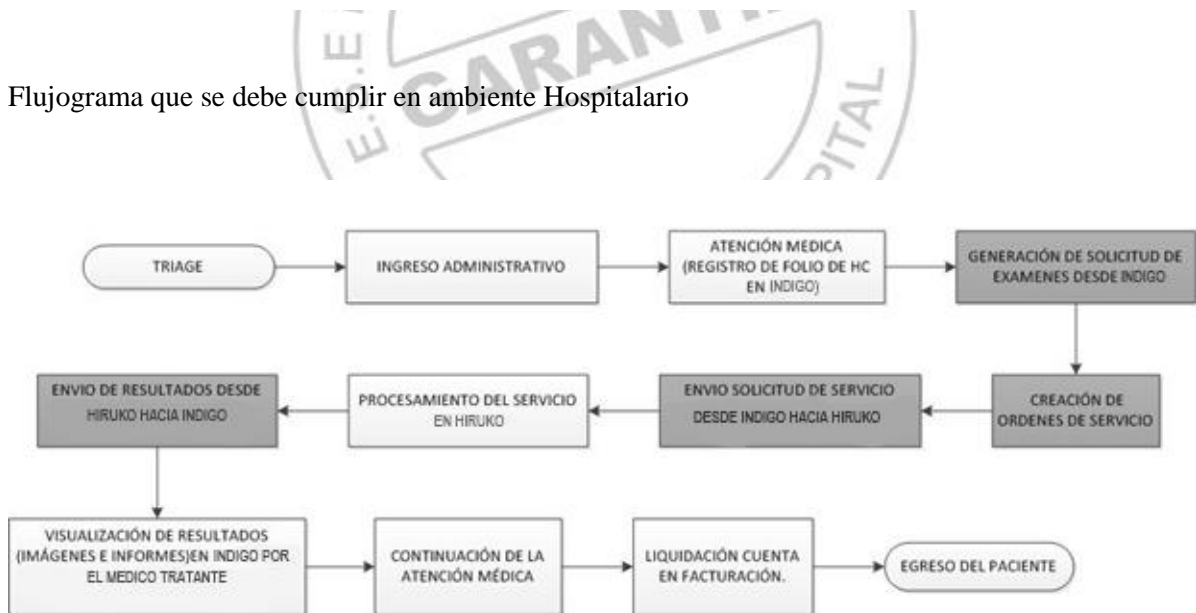 E.S.E
GARANTI
PITAL
Flujograma que se debe cumplir en ambiente Hospitalario
TRIAGE
INGRESO ADMINISTRATIVO
ATENCIÓN MEDICA
(REGISTRO DE FOLIO DE HC
EN INDIGO)
GENERACIÓN DE SOLICITUD DE
EXAMENES DESDE INDIGO
CREACIÓN DE
ORDENES DE SERVICIO
ENVIO SOLICITUD DE SERVICIO
DESDE INDIGO HACIA HIRUKO
PROCESAMIENTO DEL SERVICIO
EN HIRUKO
ENVIO DE RESULTADOS DESDE
HIRUKO HACIA INDIGO
VISUALIZACIÓN DE RESULTADOS
(IMÁGENES E INFORMES)EN INDIGO POR
EL MEDICO TRATANTE
CONTINUACIÓN DE LA
ATENCIÓN MÉDICA
LIQUIDACIÓN CUENTA
EN FACTURACIÓN.
EGRESO DEL PACIENTE